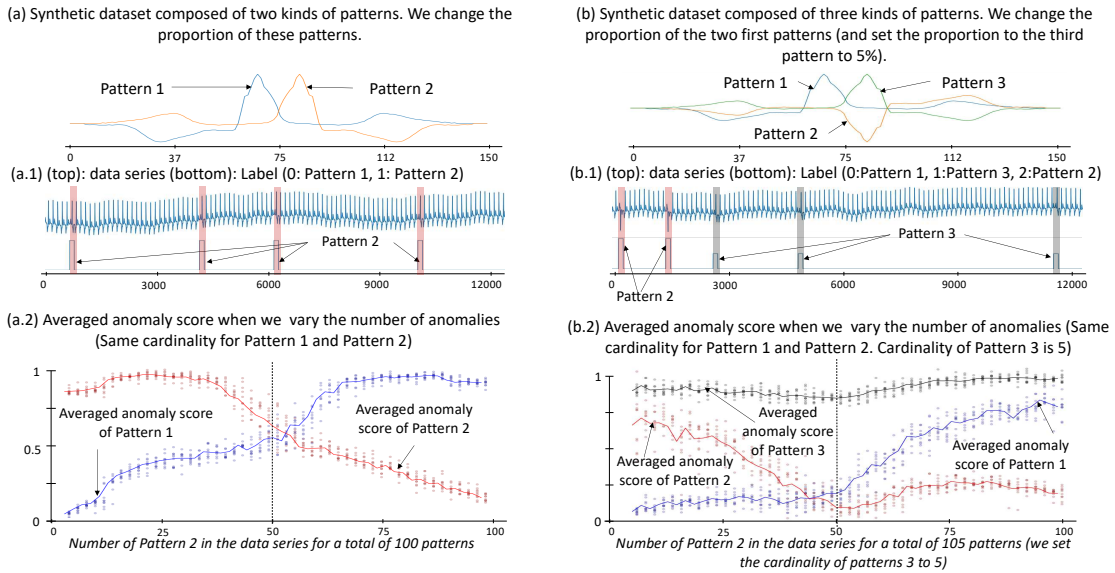 (a) Synthetic dataset composed of two kinds of patterns. We change the
proportion of these patterns.
Pattern 1
Pattern 2
0
37
75
112
150
(a.1) (top): data series (bottom): Label (0: Pattern 1, 1: Pattern 2)
Pattern 2
0
3000
6000
9000
12000
(a.2) Averaged anomaly score when we vary the number of anomalies
(Same cardinality for Pattern 1 and Pattern 2)
1
0.5
0
Averaged anomaly score
of Pattern 1
Averaged anomaly
score of Pattern 2
1
25
50
75
100
Number of Pattern 2 in the data series for a total of 100 patterns
(b) Synthetic dataset composed of three kinds of patterns. We change the
proportion of the two first patterns (and set the proportion to the third
pattern to 5%).
Pattern 1
Pattern 3
Pattern 2
0
37
75
112
150
(b.1) (top): data series (bottom): Label (0:Pattern 1, 1:Pattern 3, 2:Pattern 2)
Pattern 3
0
3000
6000
9000
12000
Pattern 2
(b.2) Averaged anomaly score when we vary the number of anomalies (Same
cardinality for Pattern 1 and Pattern 2. Cardinality of Pattern 3 is 5)
1
0.5
0
Averaged
anomaly score
of Pattern 3
Averaged anomaly
score of Pattern 2
Averaged anomaly
score of Pattern 1
1
25
50
75
100
Number of Pattern 2 in the data series for a total of 105 patterns (we set
the cardinality of patterns 3 to 5)